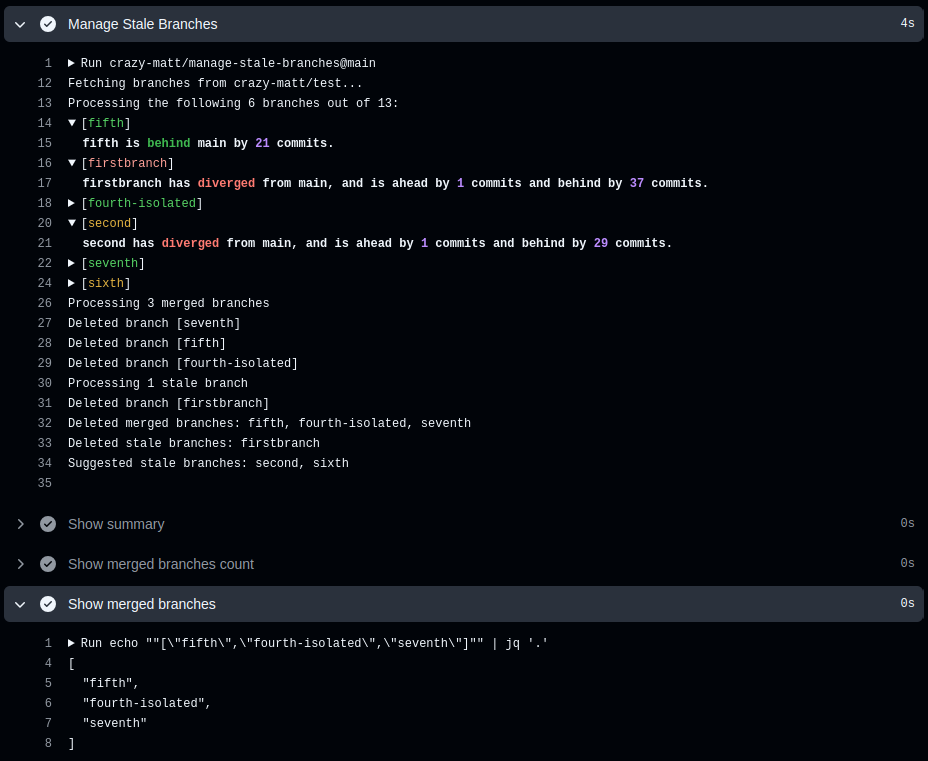 Manage Stale Branches 4s
1 Run crazy-matt/manage-stale-branches@main
12 Fetching branches from crazy-matt/test...
13 Processing the following 6 branches out of 13:
14 [fifth]
15 fifth is behind main by 21 commits.
16 [firstbranch]
17 firstbranch has diverged from main, and is ahead by 1 commits and behind by 37 commits.
18 [fourth-isolated]
20 [second]
21 second has diverged from main, and is ahead by 1 commits and behind by 29 commits.
22 [seventh]
24 [sixth]
26 Processing 3 merged branches
27 Deleted branch [seventh]
28 Deleted branch [fifth]
29 Deleted branch [fourth-isolated]
30 Processing 1 stale branch
31 Deleted branch [firstbranch]
32 Deleted merged branches: fifth, fourth-isolated, seventh
33 Deleted stale branches: firstbranch
34 Suggested stale branches: second, sixth
35
Show summary 0s
Show merged branches count 0s
Show merged branches 0s
1 Run echo ""[\"fifth\",\"fourth-isolated\",\"seventh\"]"" | jq '.'
4 [
5 "fifth",
6 "fourth-isolated",
7 "seventh"
8 ]